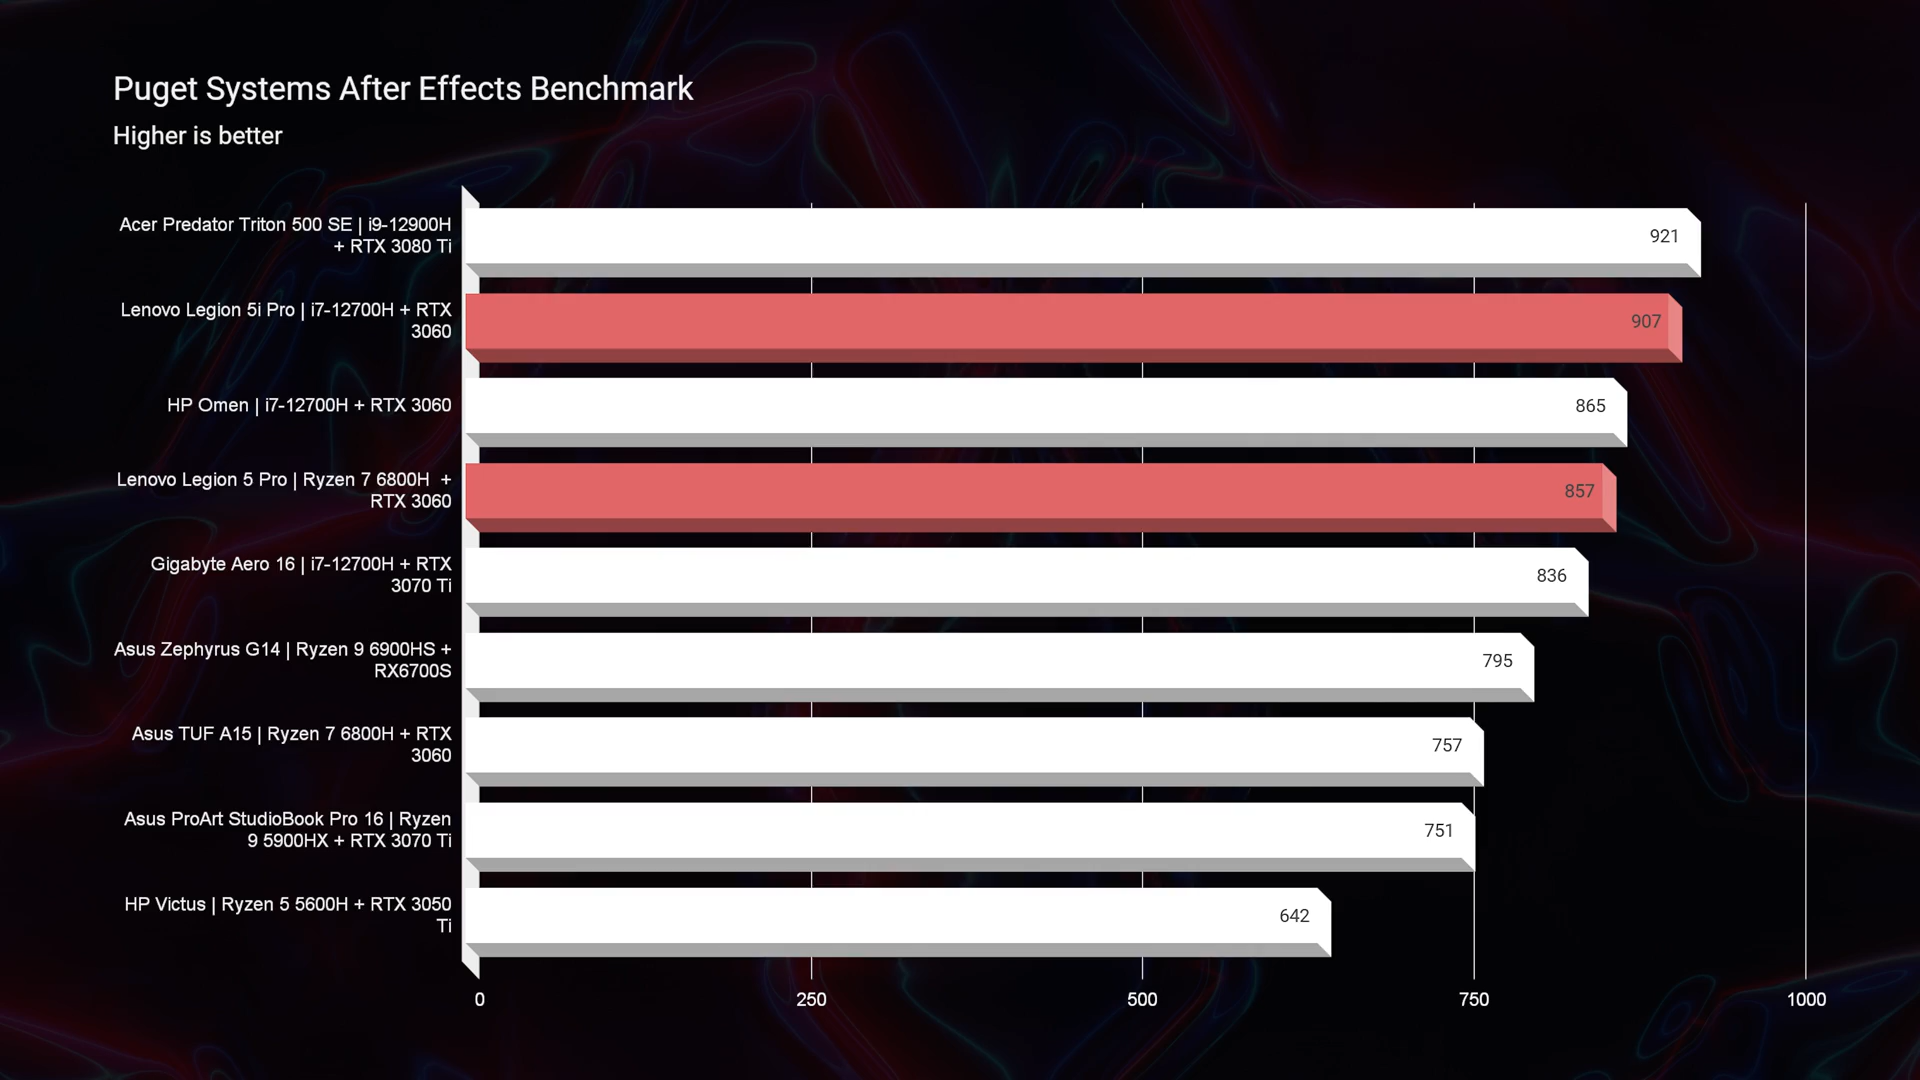 Puget Systems After Effects Benchmark
Higher is better
Acer Predator Triton 500 SE | i9-12900H
+ RTX 3080 Ti
921
Lenovo Legion 5i Pro | i7-12700H + RTX
3060
907
HP Omen | i7-12700H + RTX 3060
865
Lenovo Legion 5 Pro | Ryzen 7 6800H  +
RTX 3060
857
Gigabyte Aero 16 | i7-12700H + RTX
3070 Ti
836
Asus Zephyrus G14 | Ryzen 9 6900HS +
RX6700S
795
Asus TUF A15 | Ryzen 7 6800H + RTX
3060
757
Asus ProArt StudioBook Pro 16 | Ryzen
9 5900HX + RTX 3070 Ti
751
HP Victus | Ryzen 5 5600H + RTX 3050
Ti
642
0 250 500 750 1000